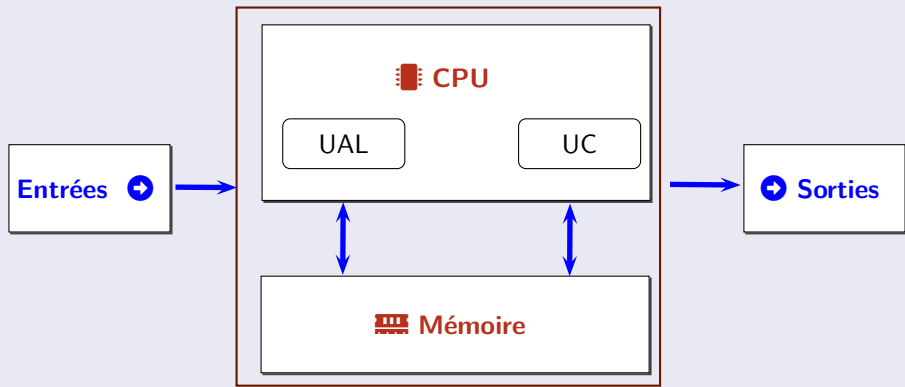 CPU
UAL
UC
Entrées
Sorties
Mémoire